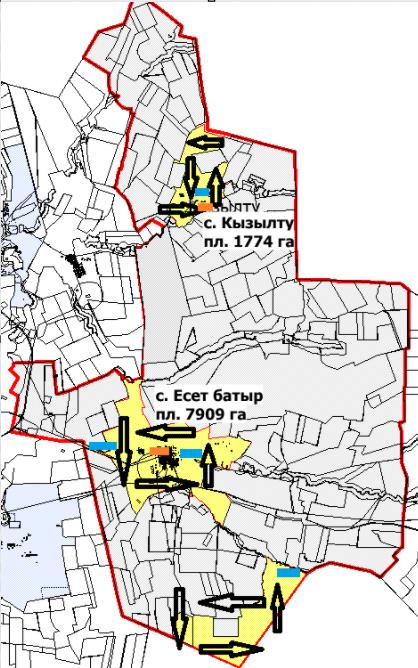 с. Кызылту
пл. 1774 га
с. Есет батыр
пл. 7909 га